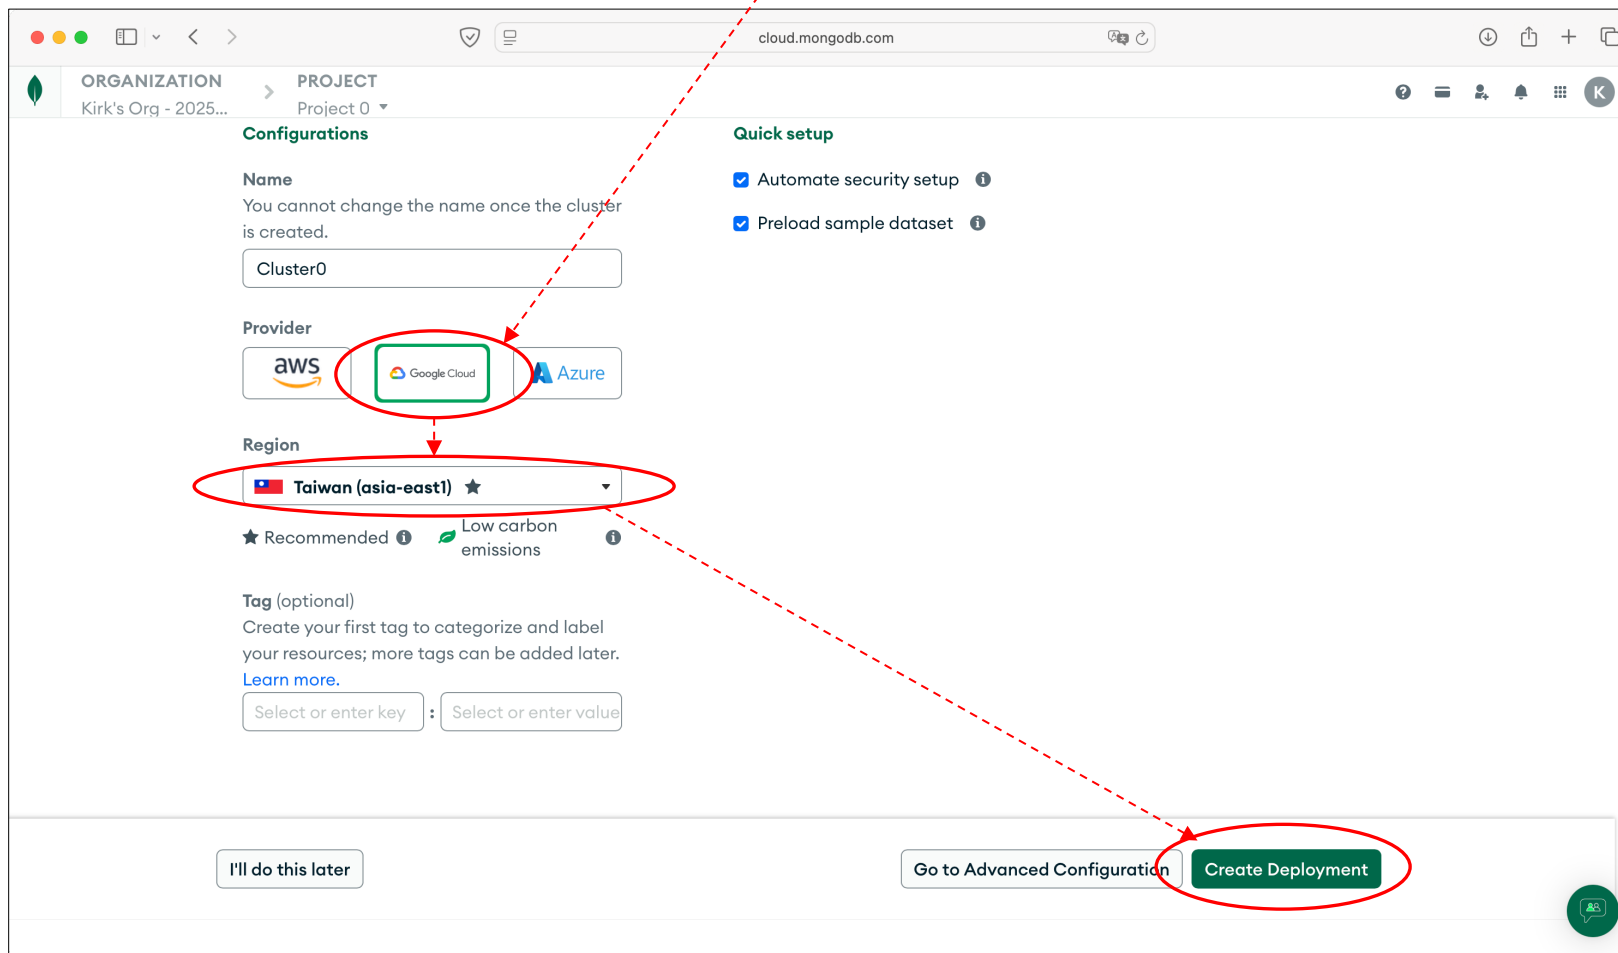 cloud.mongodb.com
ORGANIZATION
Kirk's Org - 2025...
PROJECT
Project 0
K
Configurations
Name
You cannot change the name once the cluster
is created.
Cluster0
Provider
aws
Google Cloud
Azure
Region
Taiwan (asia-east1)
Recommended
Low carbon
emissions
Tag (optional)
Create your first tag to categorize and label
your resources; more tags can be added later.
Learn more.
Select or enter key : Select or enter value
Quick setup
Automate security setup
Preload sample dataset
I'll do this later
Go to Advanced Configuration
Create Deployment